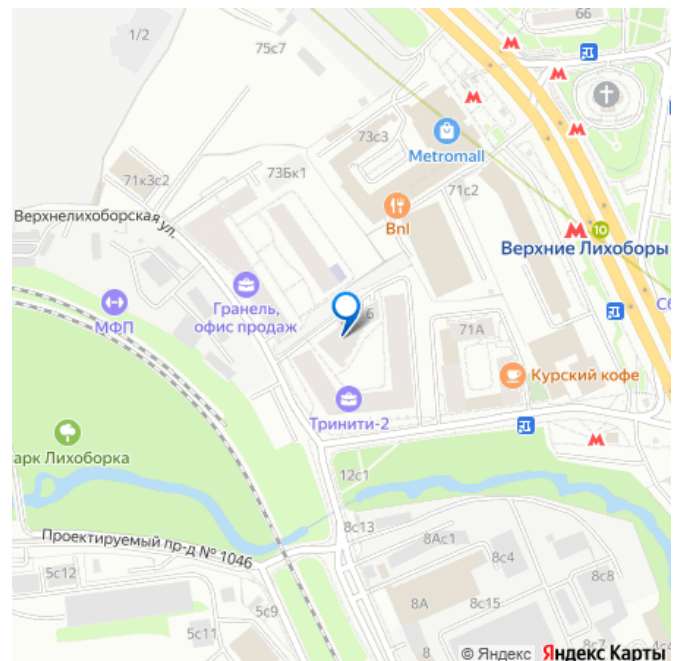 66
1/2
75с7
73с3
Metromall
73Бк1
71к3с2
71с2
Верхнелихоборская ул.
Bnl
10
Верхние Лихоборы
Гранель,
офис продаж
МФП
6
71А
Курский кофе
Тринити-2
арк Лихоборка
12с1
8с13
8Ас1
Проектируемый пр-д № 1046
8с4
5с12
8с8
8А
8с15
5с9
5с11
8
8с7
© Яндекс Яндекс Карты